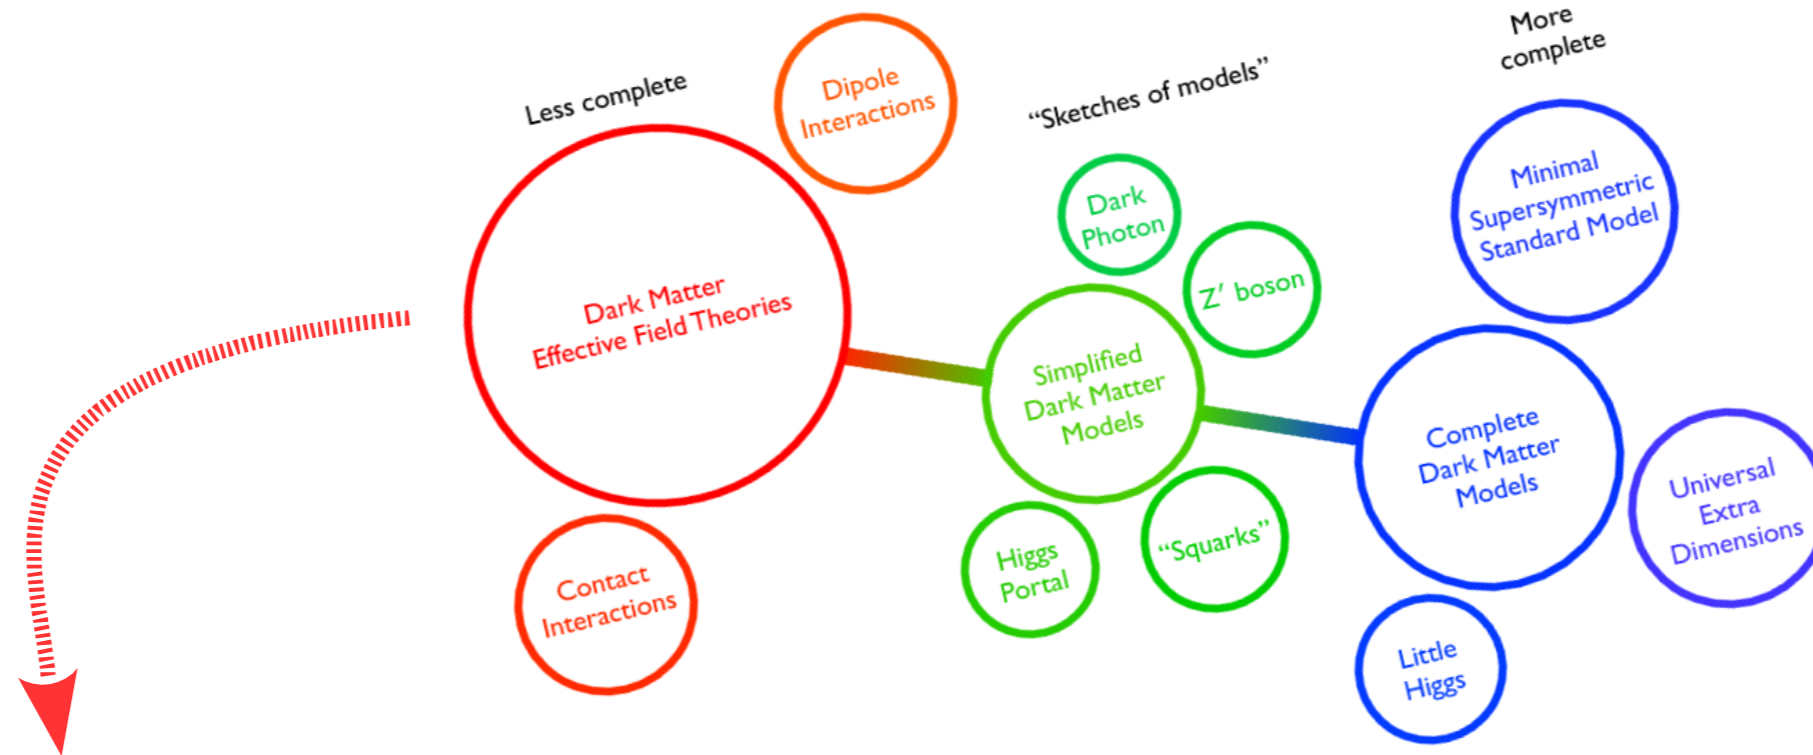 Less complete
Dipole
Interactions
Dark Matter
Effective Field Theories
Contact
Interactions
“Sketches of models”
Dark
Photon
Z′ boson
Simplified
Dark Matter
Models
Higgs
Portal
“Squarks”
More
complete
Minimal
Supersymmetric
Standard Model
Complete
Dark Matter
Models
Universal
Extra
Dimensions
Little
Higgs